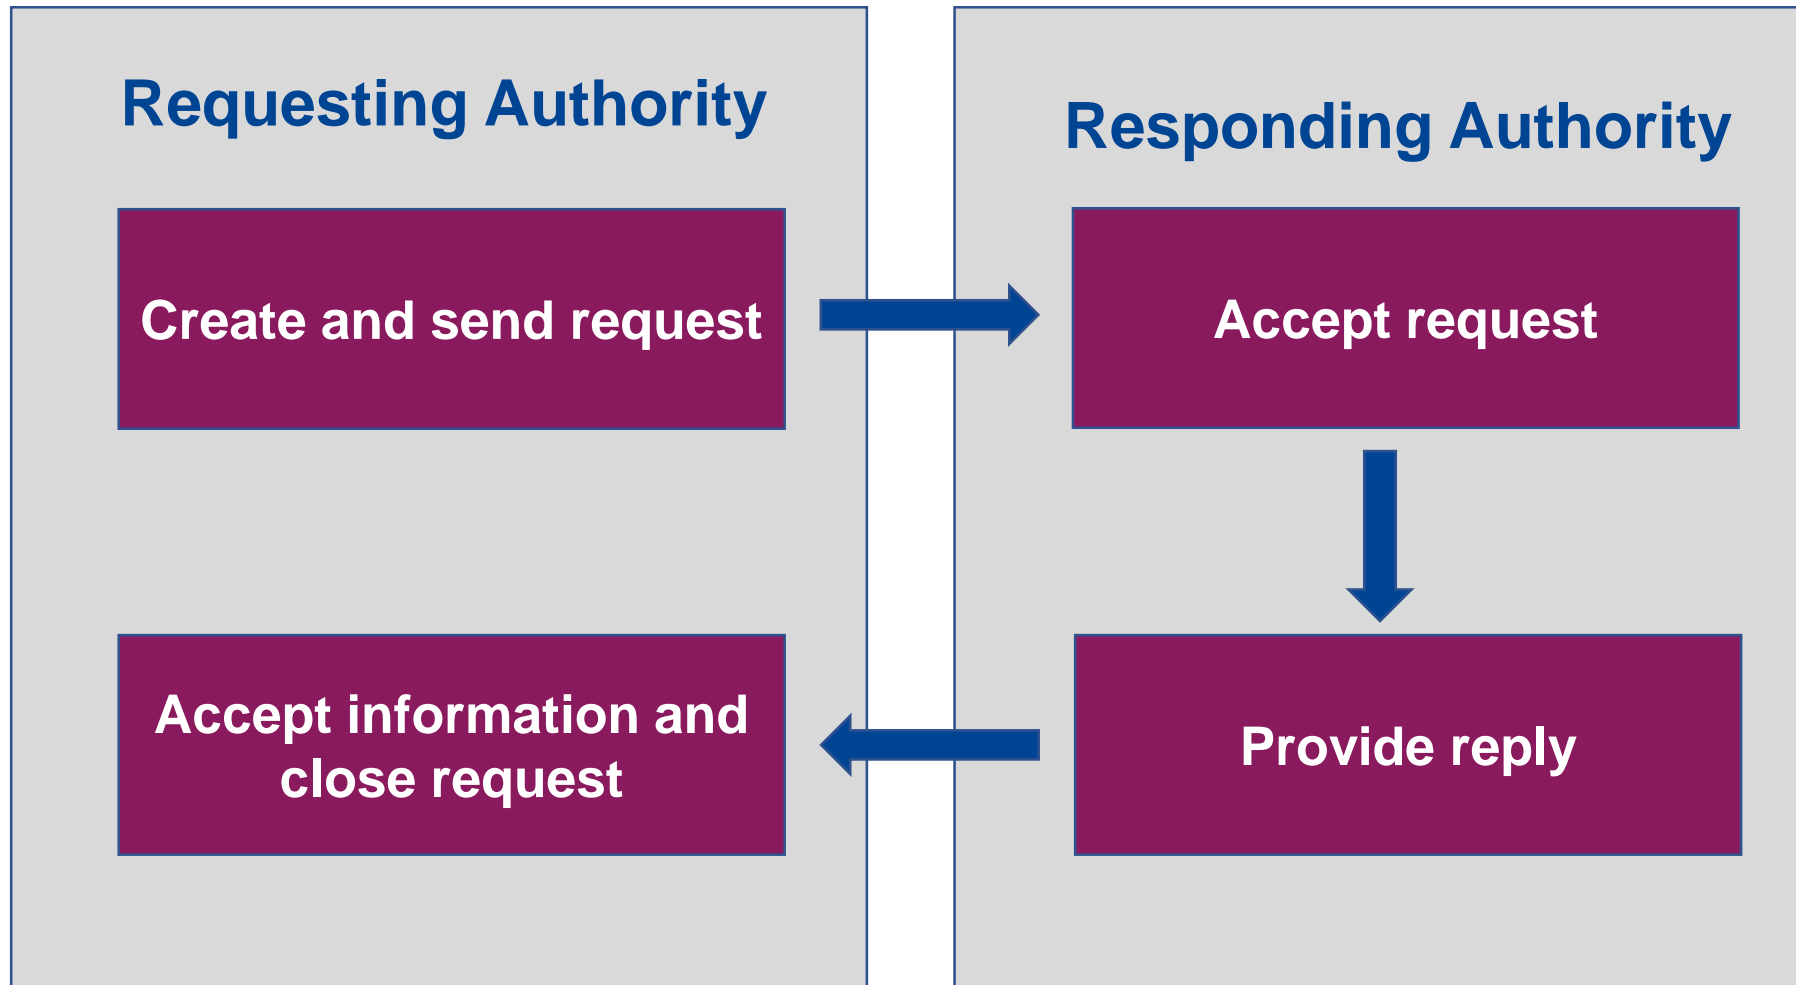 Requesting Authority
Responding Authority
Create and send request
Accept request
Accept information and
close request
Provide reply